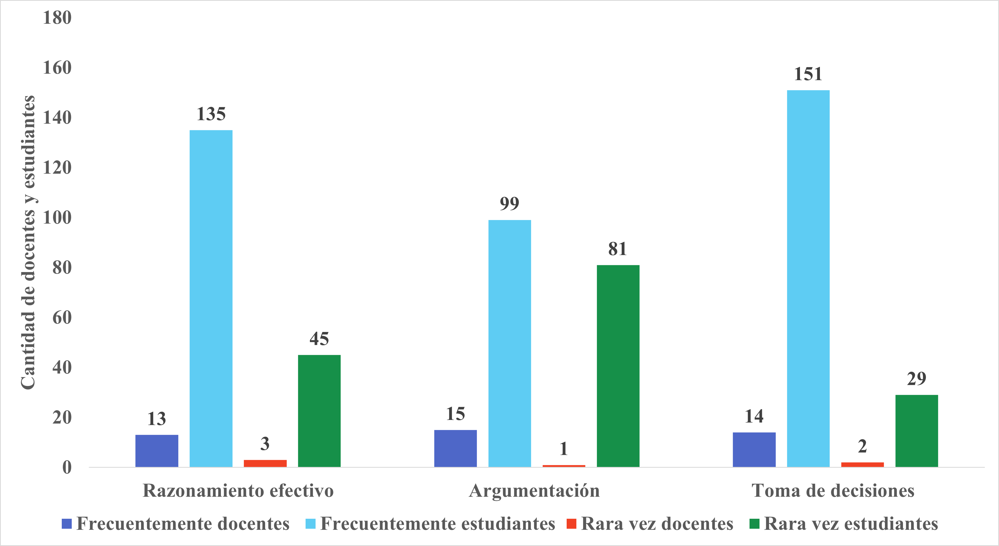 Cantidad de docentes y estudiantes
180
160
140
120
100
80
60
40
20
0
13
135
3
45
15
99
1
81
14
151
2
29
Razonamiento efectivo
Argumentación
Toma de decisiones
Frecuentemente docentes
Frecuentemente estudiantes
Rara vez docentes
Rara vez estudiantes